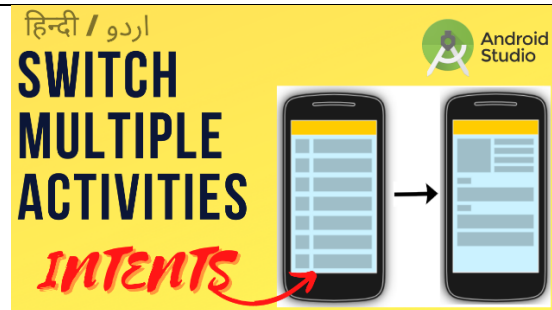 हिन्दी / اردو
SWITCH
MULTIPLE
ACTIVITIES
INTENTS
Android
Studio